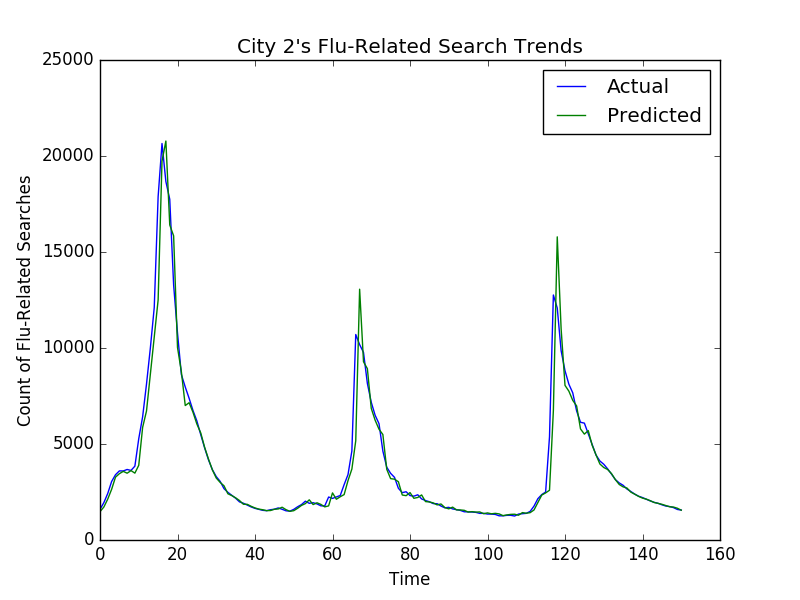 City 2's Flu-Related Search Trends
25000
20000
15000
10000
5000
0
Count of Flu-Related Searches
Actual
Predicted
0 20 40 60 80 100 120 140 160
Time